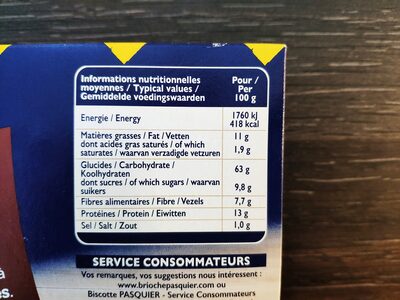 Informations nutritionnelles
moyennes / Typical values /
Gemiddelde voedingswaarden
Pour /
Per
100 g
Energie / Energy
1760 kJ
418 kcal
Matières grasses / Fat / Vetten
11 g
dont acides gras saturés / of which
saturates / waarvan verzadigde vetzuren
1,9 g
Glucides / Carbohydrate /
Koolhydraten
63 g
dont sucres / of which sugars / waarvan
suikers
9,8 g
Fibres alimentaires / Fibre / Vezels
7,7 g
Protéines / Protein / Eiwitten
13 g
Sel / Salt / Zout
1,0 g
SERVICE CONSOMMATEURS
Vos remarques, vos suggestions nous intéressent :
www.briochepasquier.com ou
Biscotte PASQUIER - Service Consommateurs
à
s.